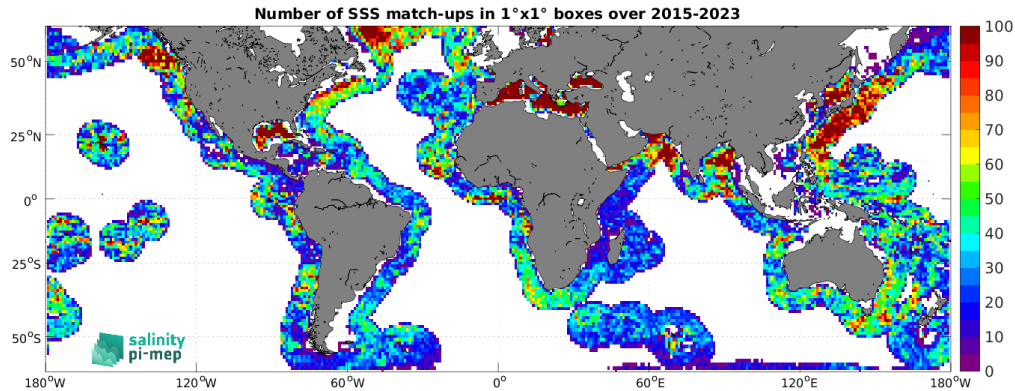 Number of SSS match-ups in 1°x1° boxes over 2015-2023
50°N
25°N
0°
25°S
50°S
180°W
120°W
60°W
0°
60°E
120°E
180°W
100
90
80
70
60
50
40
30
20
10
0
salinity
pi-mep